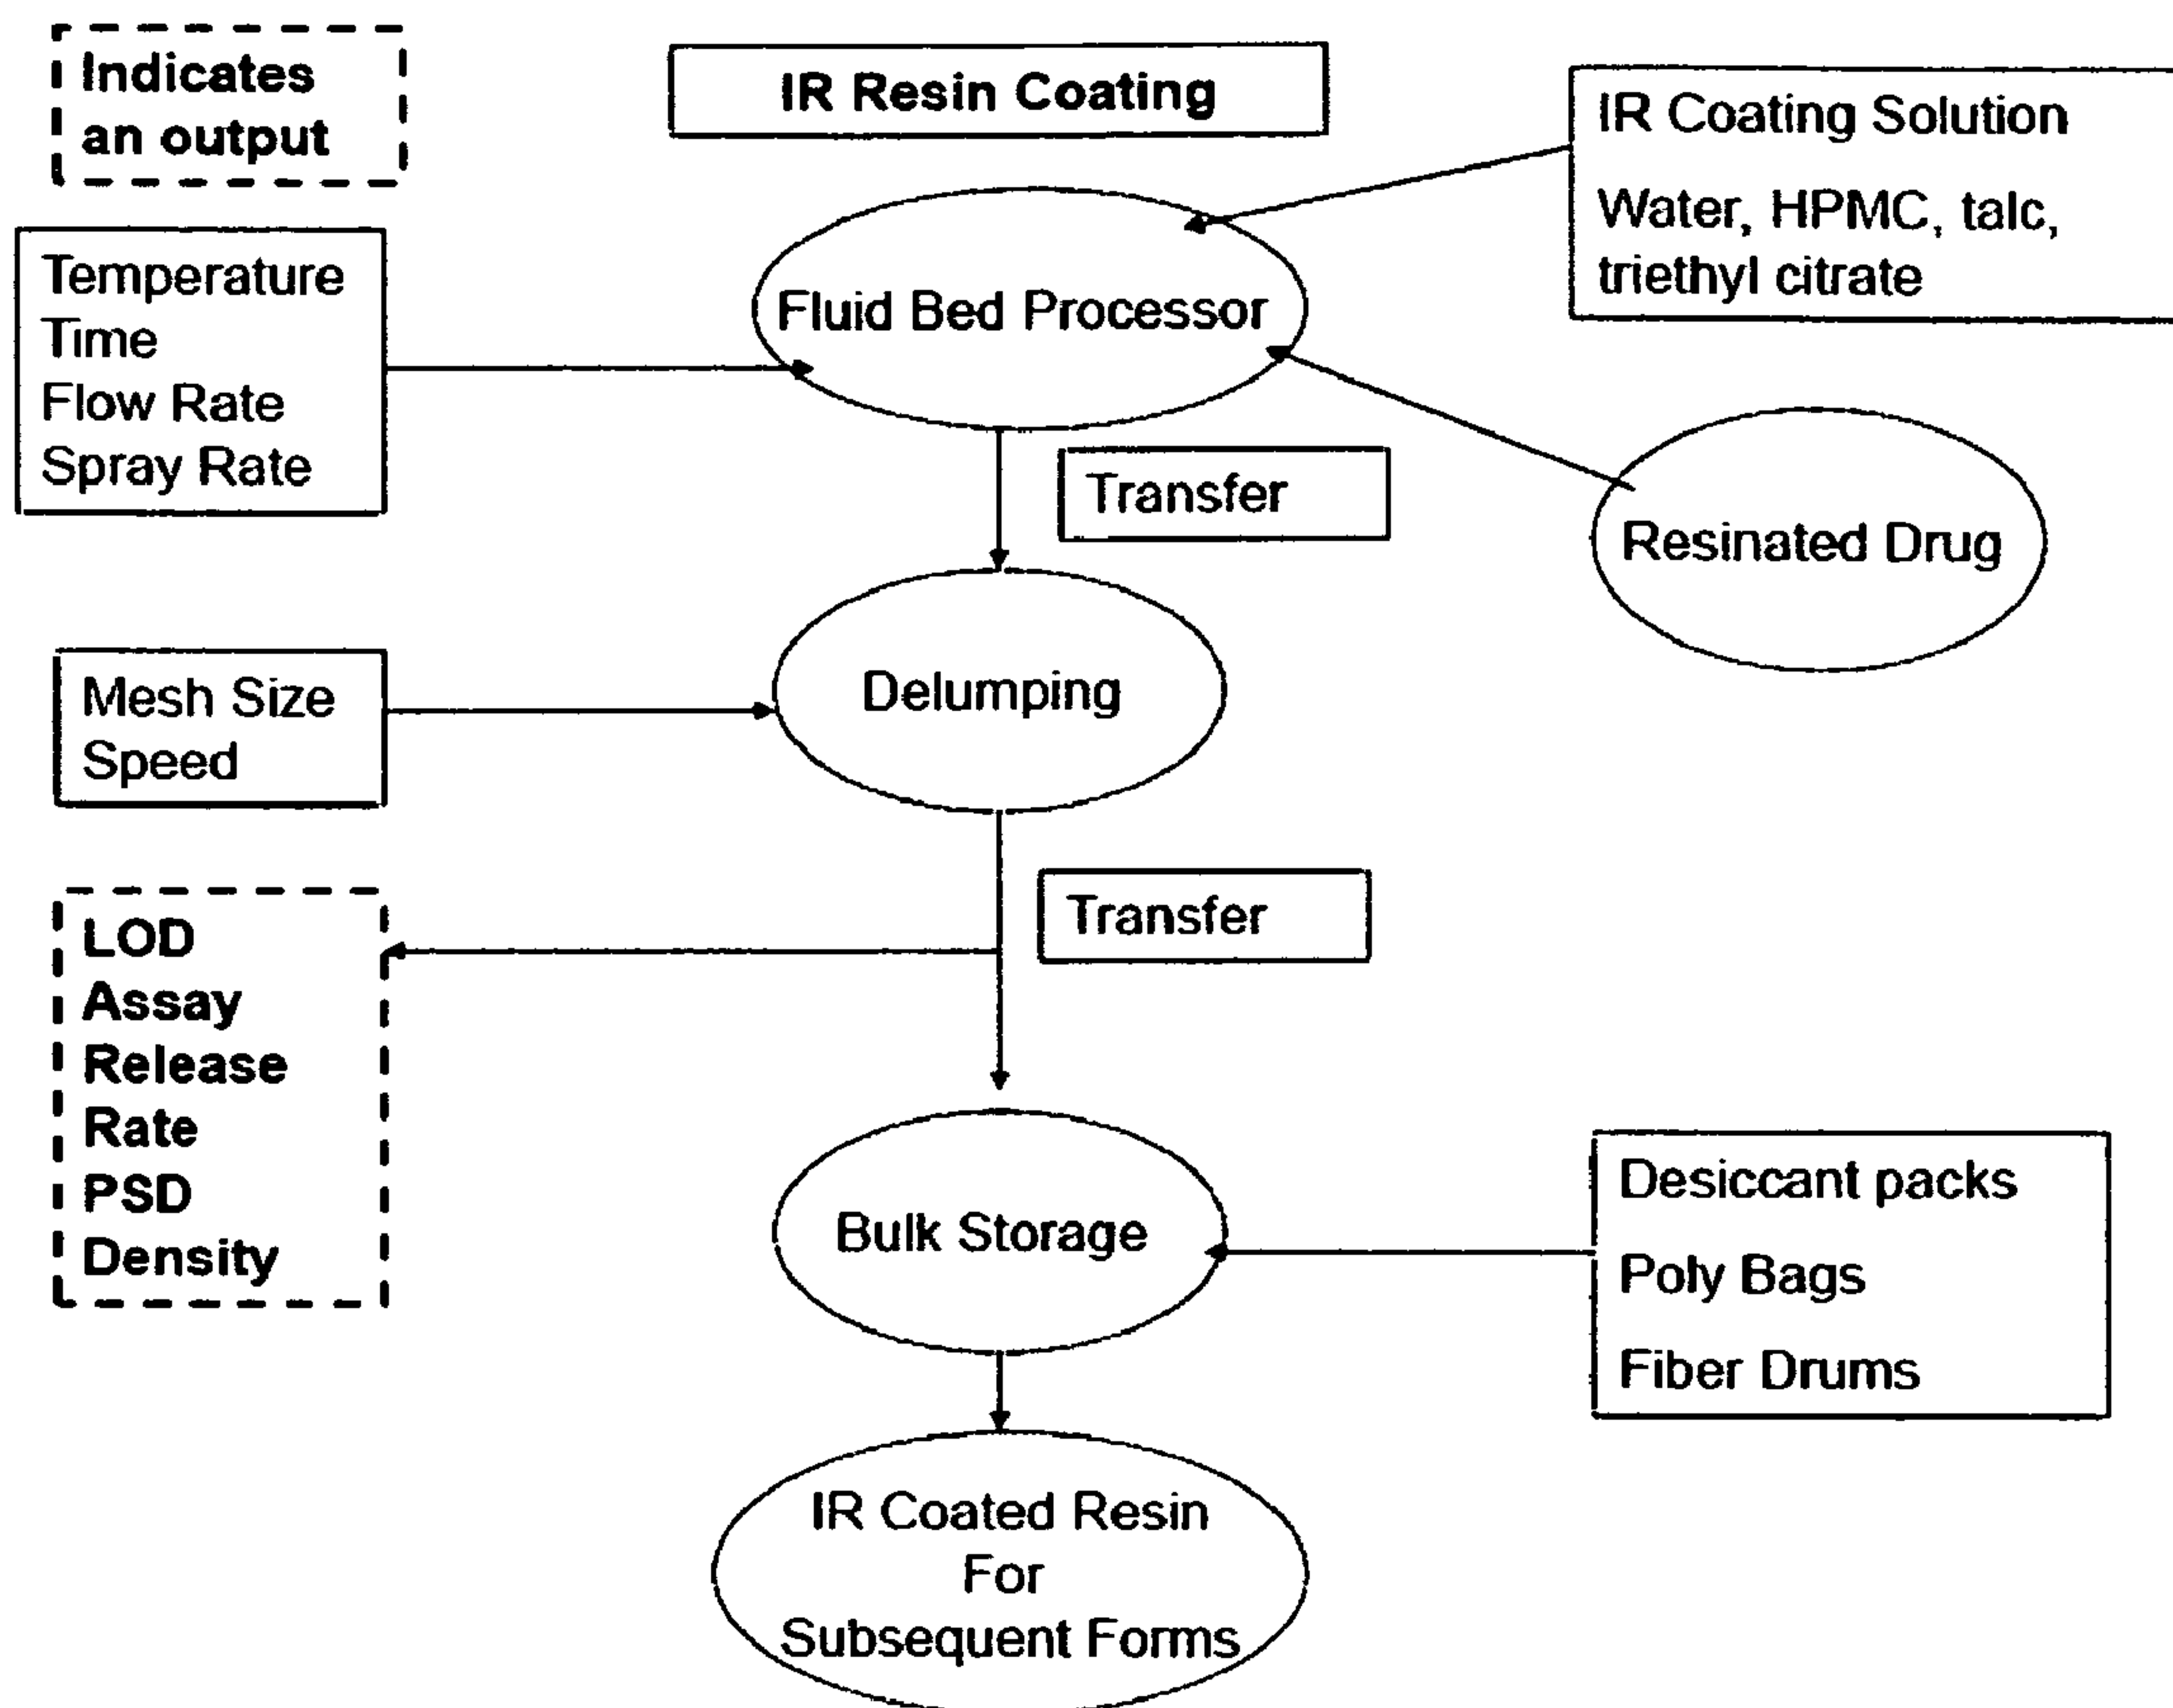 Indicates
an output
IR Resin Coating
IR Coating Solution
Water, HPMC, talc,
triethyl citrate
Temperature
Time
Flow Rate
Spray Rate
Fluid Bed Processor
Transfer
Resinated Drug
Mesh Size
Speed
Delumping
Transfer
LOD
Assay
Release
Rate
PSD
Density
Bulk Storage
Desiccant packs
Poly Bags
Fiber Drums
IR Coated Resin
For
Subsequent Forms